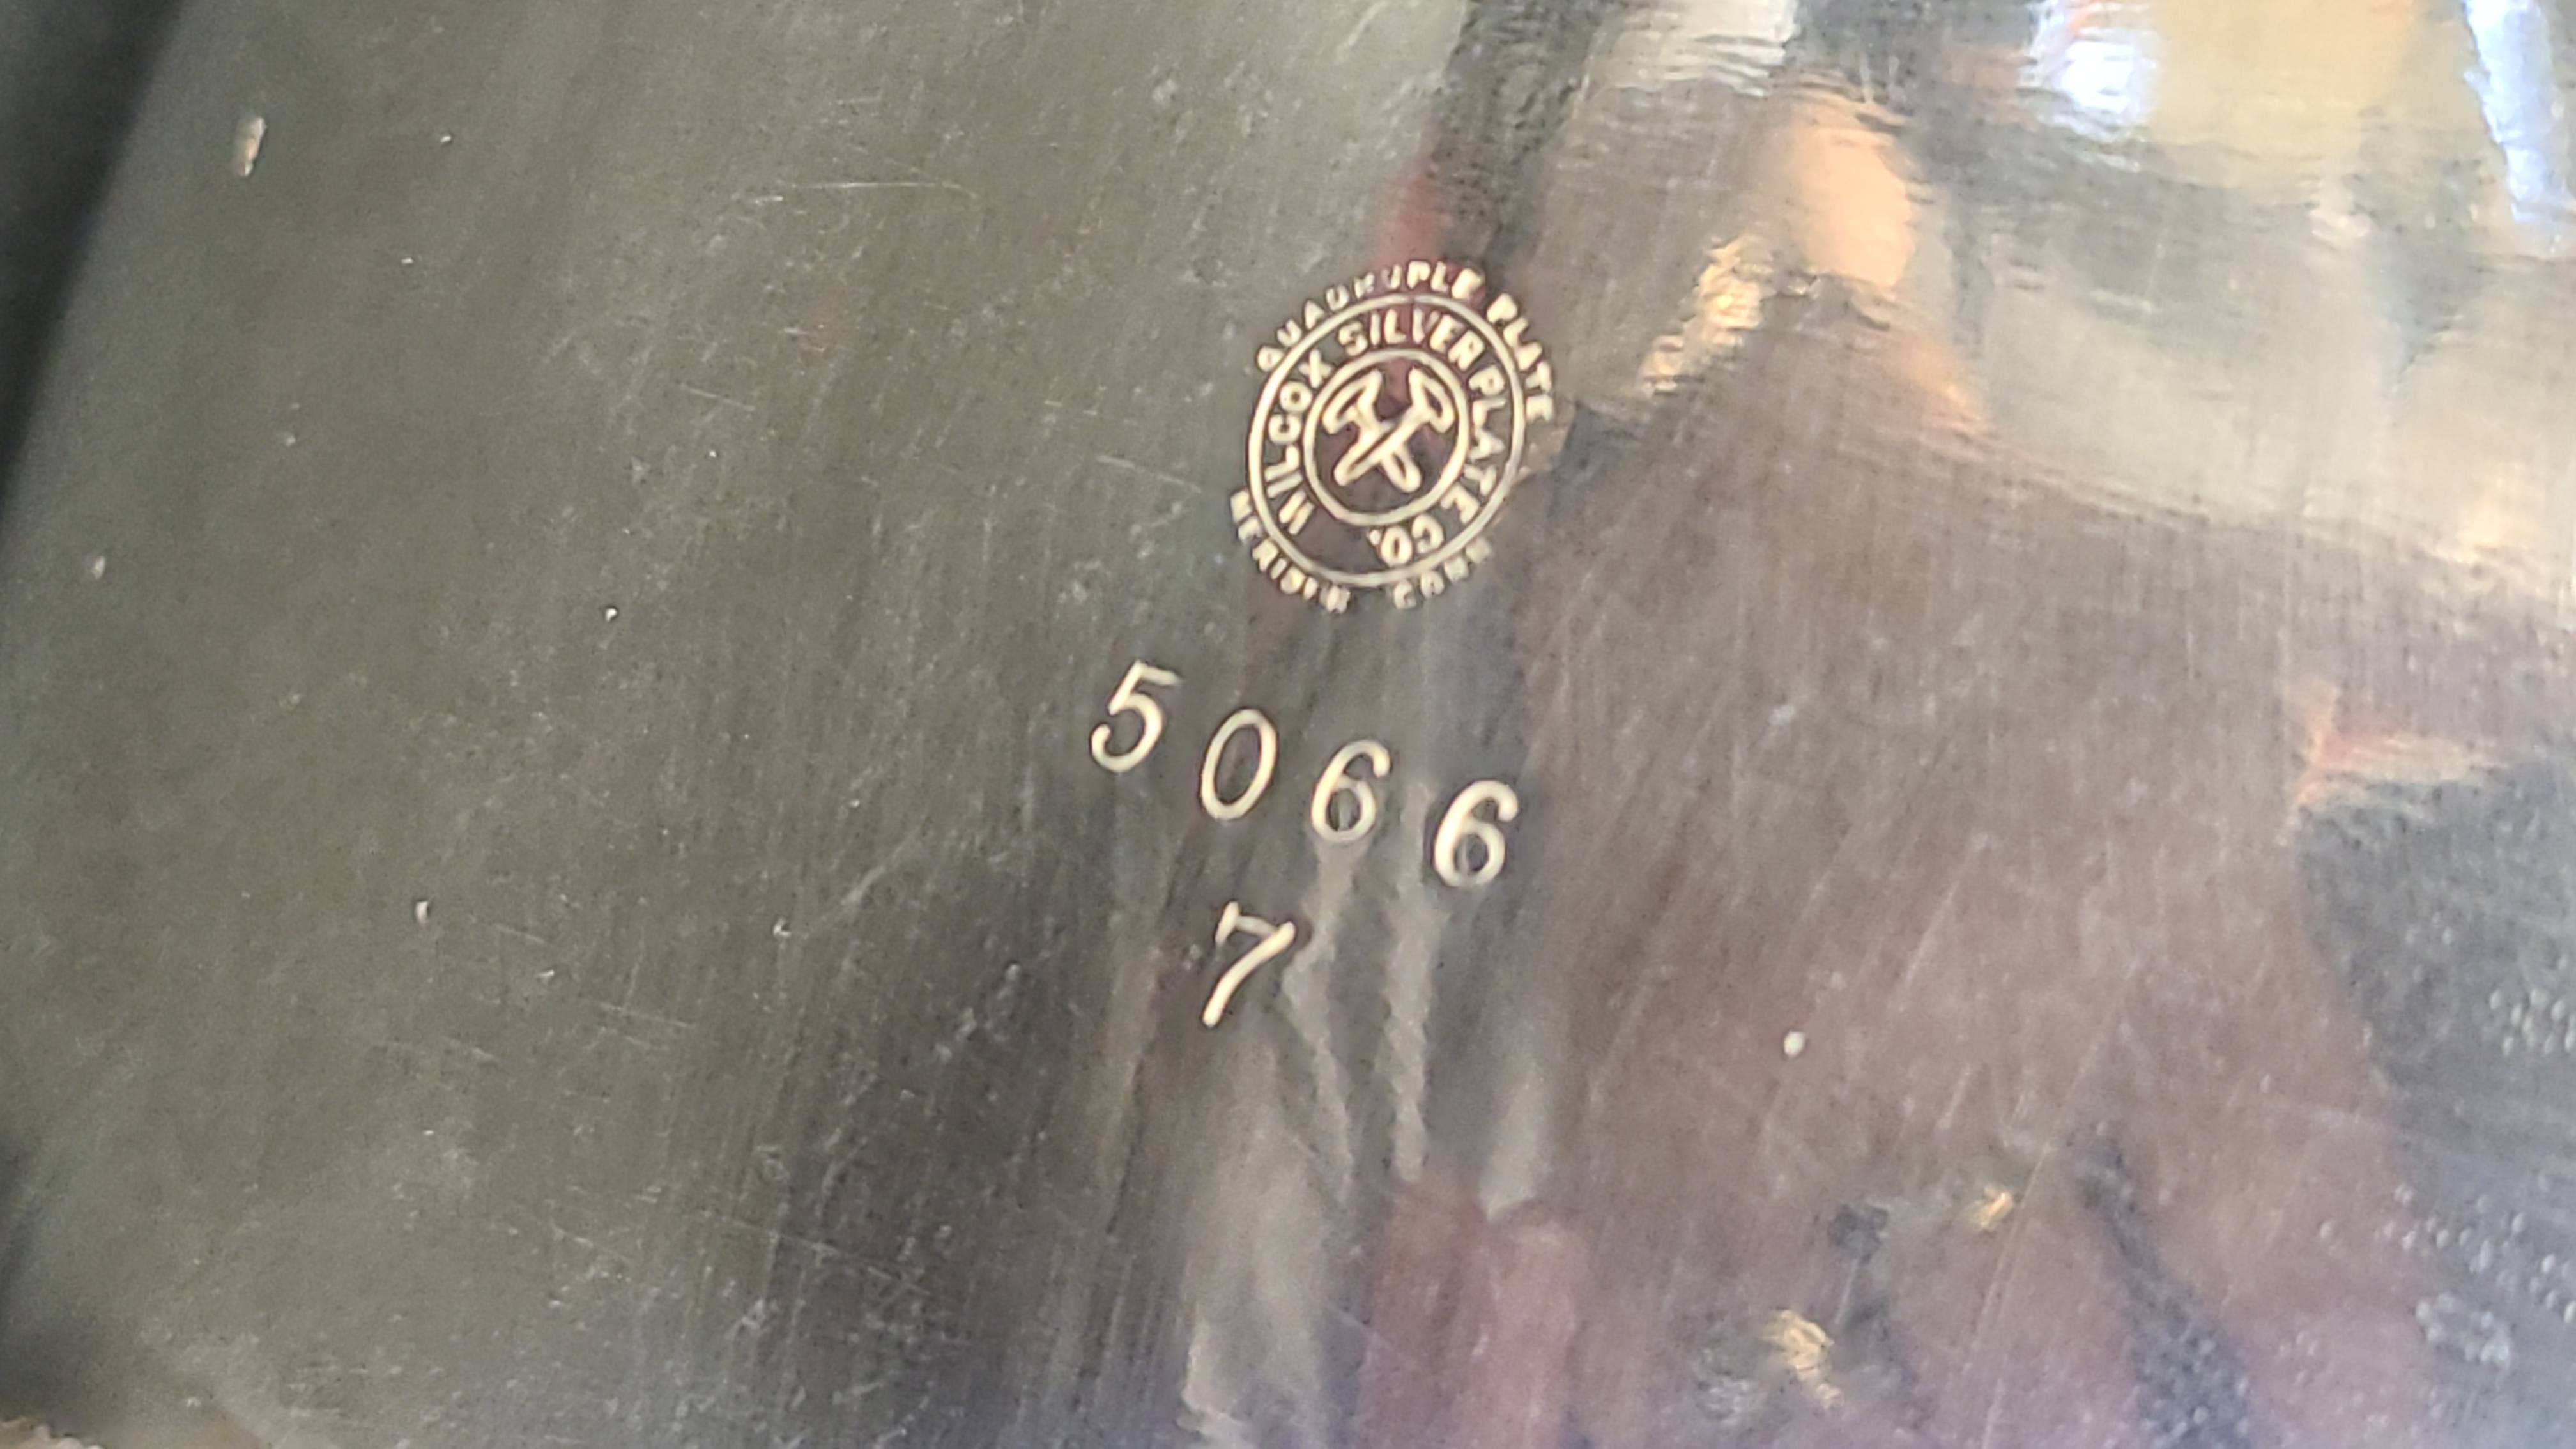 QUADRUPLE PLATE
WILCOX SILVER PLATE CO.
MERIDEN CONN
5066
7